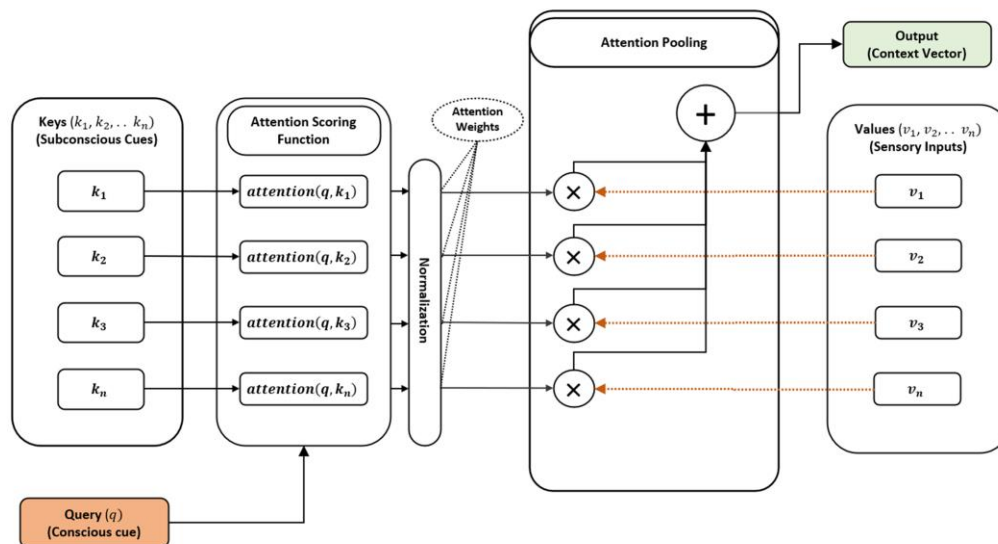 Attention Pooling
Output
(Context Vector)
Keys (k₁, k₂, . . kₙ)
(Subconscious Cues)
Attention Scoring
Function
Attention
Weights
Values (v₁, v₂, . . vₙ)
(Sensory Inputs)
k₁
attention(q, k₁)
×
v₁
k₂
attention(q, k₂)
×
v₂
k₃
attention(q, k₃)
×
v₃
kₙ
attention(q, kₙ)
×
vₙ
+
Normalization
Query (q)
(Conscious cue)